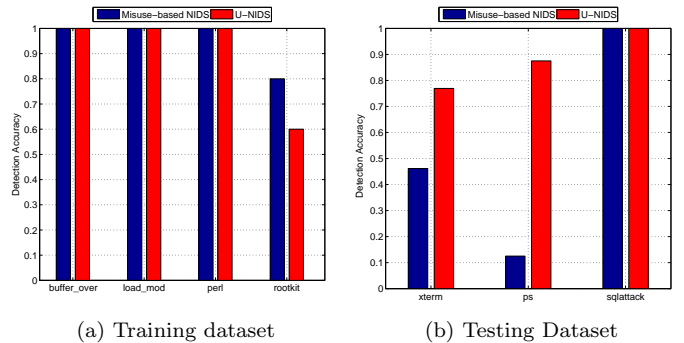 Misuse−based NIDS U−NIDS
Detection Accuracy
1
0.9
0.8
0.7
0.6
0.5
0.4
0.3
0.2
0.1
0
buffer_over load_mod perl rootkit
(a) Training dataset
Misuse−based NIDS U−NIDS
Detection Accuracy
1
0.9
0.8
0.7
0.6
0.5
0.4
0.3
0.2
0.1
0
xterm ps sqlattack
(b) Testing Dataset